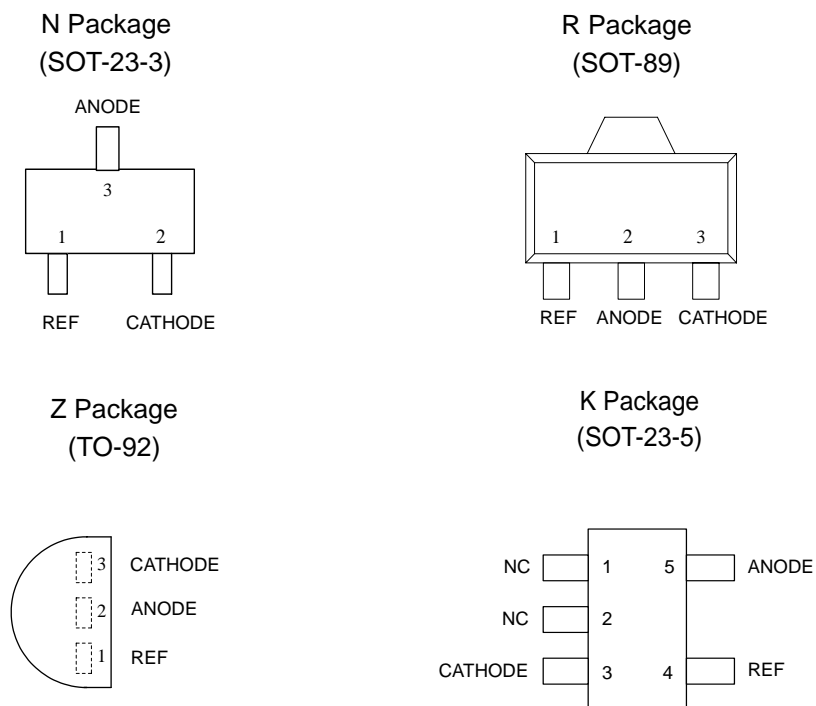 N Package
(SOT-23-3)
ANODE
3
1 2
REF CATHODE
R Package
(SOT-89)
1 2 3
REF ANODE CATHODE
Z Package
(TO-92)
3 CATHODE
2 ANODE
1 REF
K Package
(SOT-23-5)
NC 1 5 ANODE
NC 2
CATHODE 3 4 REF